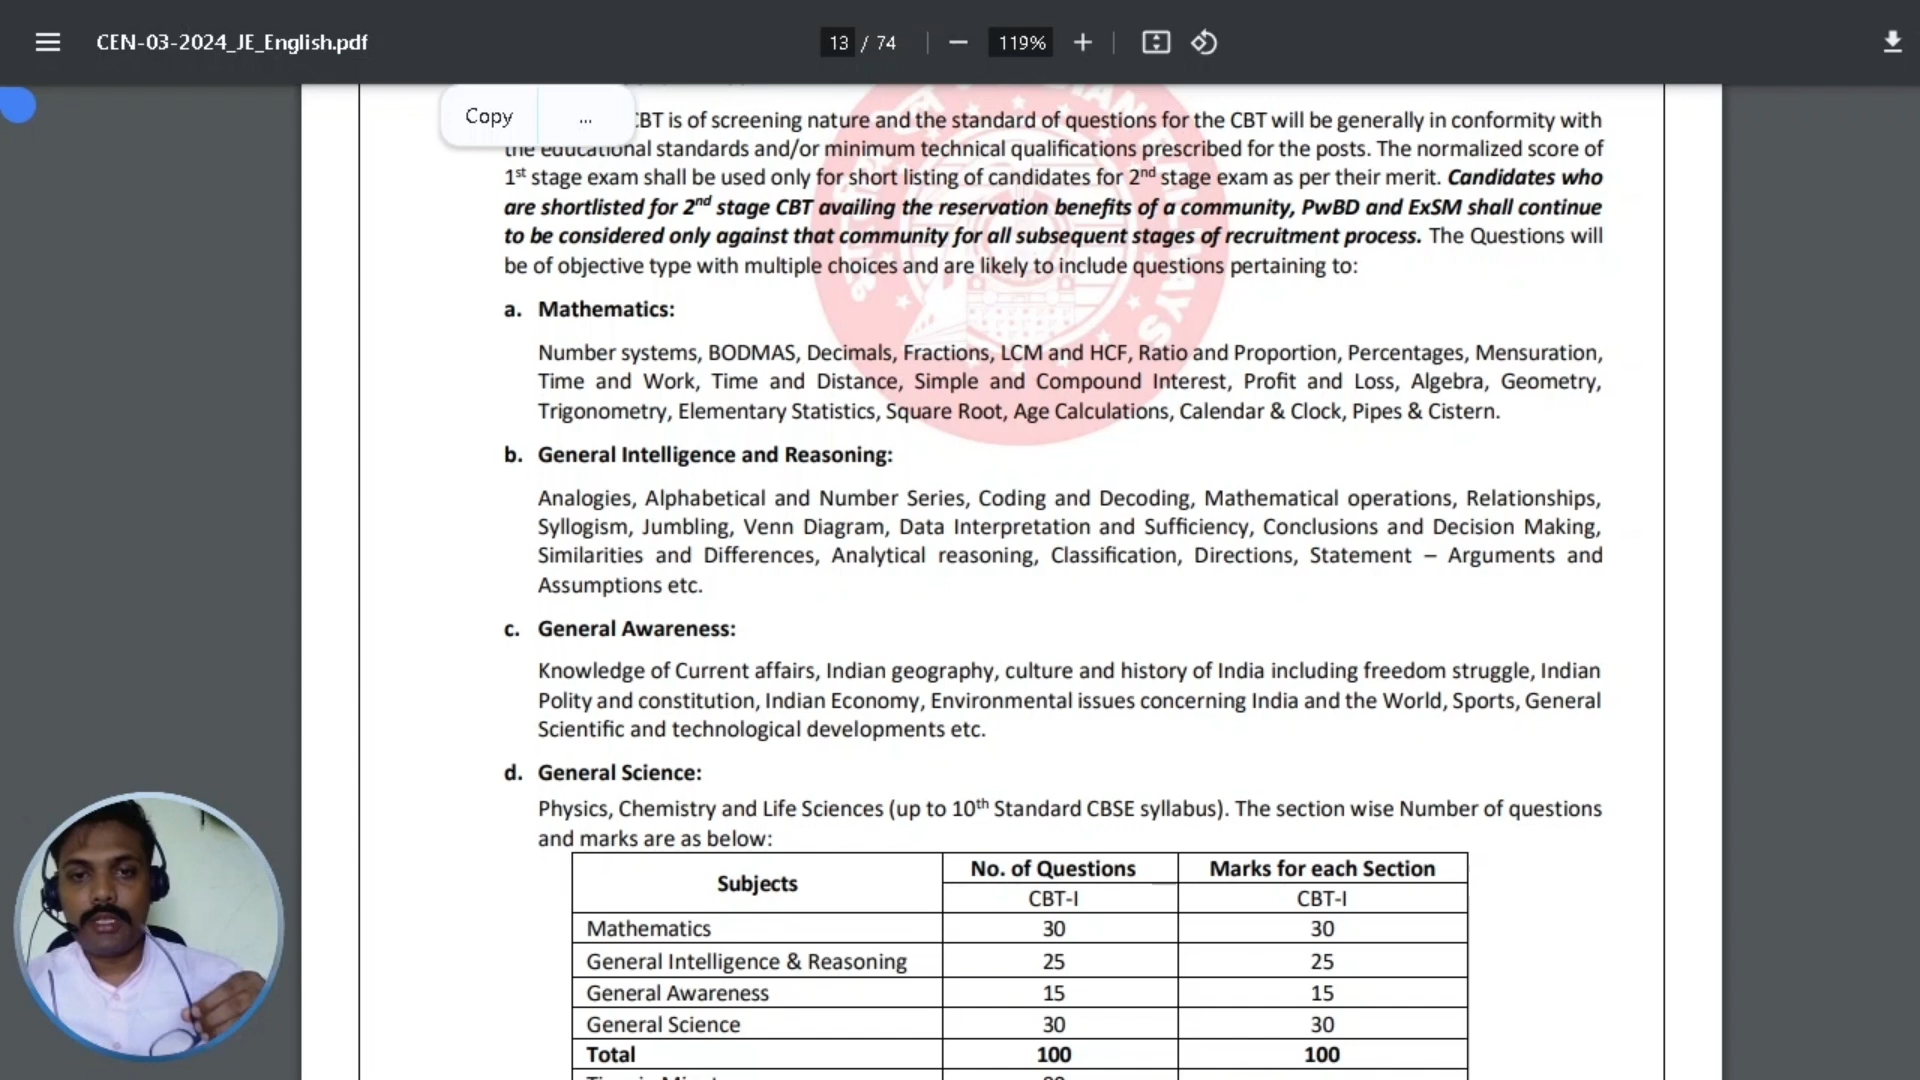 CEN-03-2024_JE_English.pdf
13 / 74
119%
Copy
...
CBT is of screening nature and the standard of questions for the CBT will be generally in conformity with
the educational standards and/or minimum technical qualifications prescribed for the posts. The normalized score of
1st stage exam shall be used only for short listing of candidates for 2nd stage exam as per their merit. Candidates who
are shortlisted for 2nd stage CBT availing the reservation benefits of a community, PwBD and ExSM shall continue
to be considered only against that community for all subsequent stages of recruitment process. The Questions will
be of objective type with multiple choices and are likely to include questions pertaining to:
a. Mathematics:
Number systems, BODMAS, Decimals, Fractions, LCM and HCF, Ratio and Proportion, Percentages, Mensuration,
Time and Work, Time and Distance, Simple and Compound Interest, Profit and Loss, Algebra, Geometry,
Trigonometry, Elementary Statistics, Square Root, Age Calculations, Calendar & Clock, Pipes & Cistern.
b. General Intelligence and Reasoning:
Analogies, Alphabetical and Number Series, Coding and Decoding, Mathematical operations, Relationships,
Syllogism, Jumbling, Venn Diagram, Data Interpretation and Sufficiency, Conclusions and Decision Making,
Similarities and Differences, Analytical reasoning, Classification, Directions, Statement – Arguments and
Assumptions etc.
c. General Awareness:
Knowledge of Current affairs, Indian geography, culture and history of India including freedom struggle, Indian
Polity and constitution, Indian Economy, Environmental issues concerning India and the World, Sports, General
Scientific and technological developments etc.
d. General Science:
Physics, Chemistry and Life Sciences (up to 10th Standard CBSE syllabus). The section wise Number of questions
and marks are as below:
Subjects No. of Questions Marks for each Section
CBT-I CBT-I
Mathematics 30 30
General Intelligence & Reasoning 25 25
General Awareness 15 15
General Science 30 30
Total 100 100